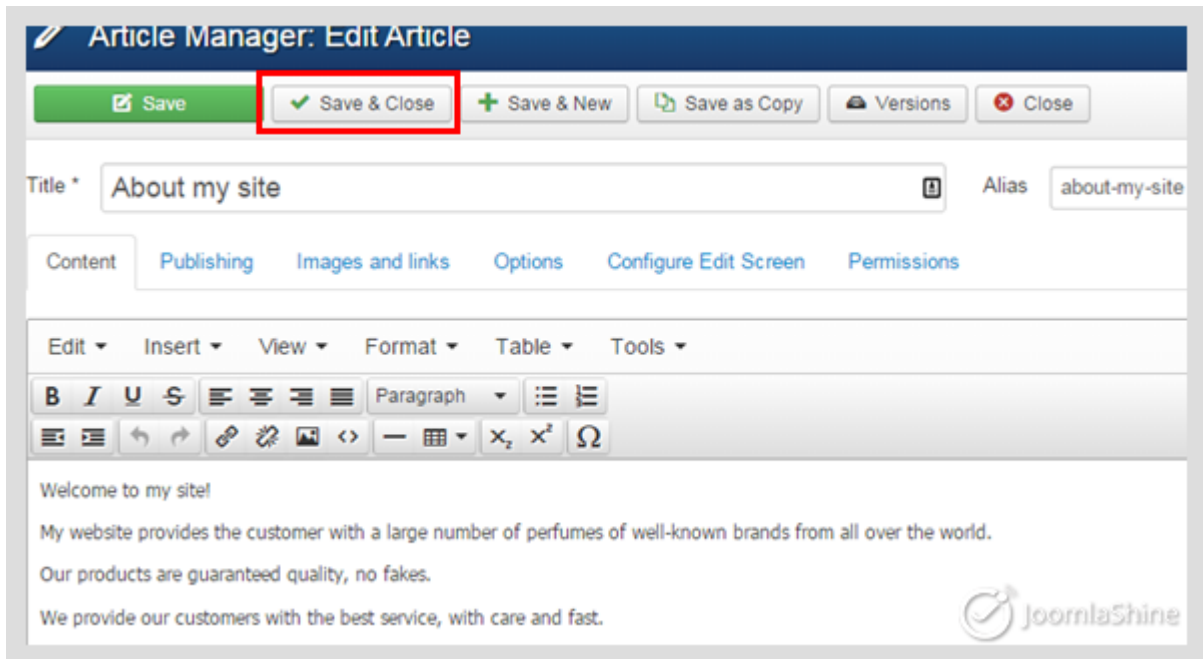 Article Manager: Edit Article
Save Save & Close Save & New Save as Copy Versions Close
Title * About my site Alias about-my-site
Content Publishing Images and links Options Configure Edit Screen Permissions
Edit Insert View Format Table Tools
B I U S Paragraph
x₂ x² Ω
Welcome to my site!
My website provides the customer with a large number of perfumes of well-known brands from all over the world.
Our products are guaranteed quality, no fakes.
We provide our customers with the best service, with care and fast.
JoomlaShine